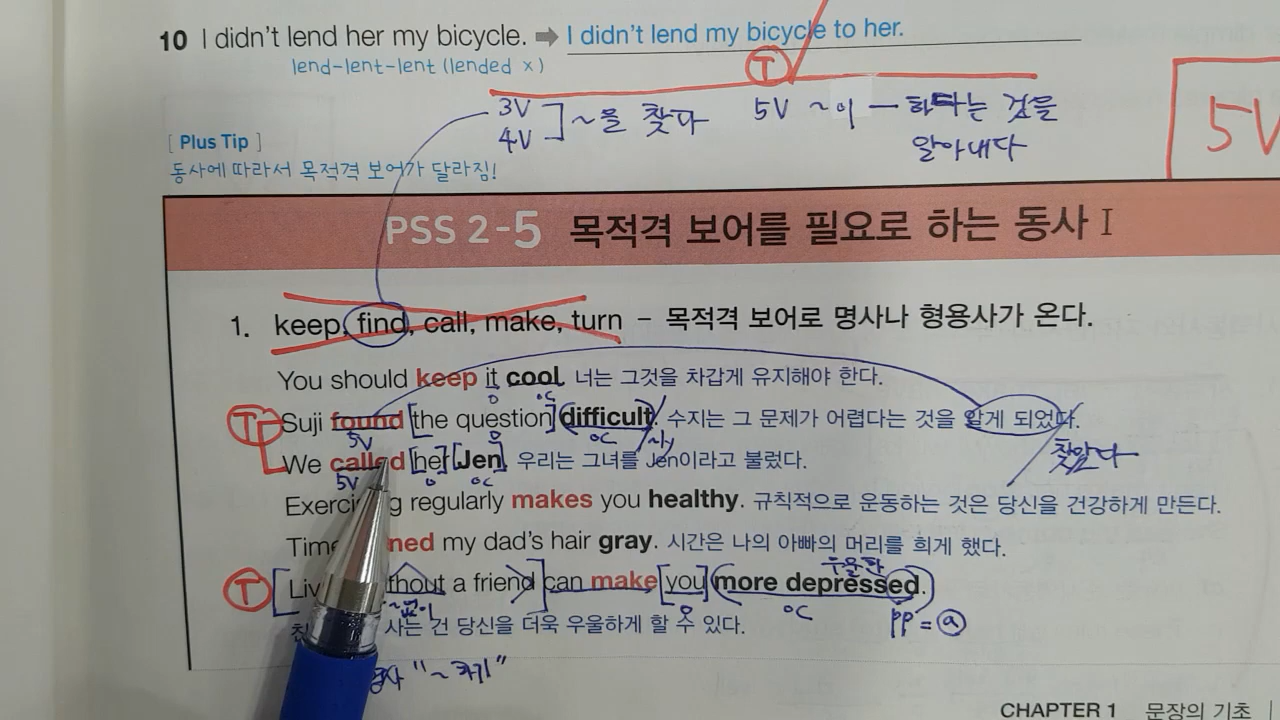 10 I didn't lend her my bicycle. ➡ I didn't lend my bicycle to her.
lend-lent-lent (lended x)
T
3V
4V ~을 찾다
5V ~이 — 하다는 것을
알아내다
5V
[Plus Tip]
동사에 따라서 목적격 보어가 달라짐!
PSS 2-5 목적격 보어를 필요로 하는 동사 I
1. keep, find, call, make, turn – 목적격 보어로 명사나 형용사가 온다.
You should keep it cool. 너는 그것을 차갑게 유지해야 한다.
O OC
T Suji found [the question] (difficult). 수지는 그 문제가 어렵다는 것을 알게 되었다.
5V O OC 찾았다
We called [her] [Jen]. 우리는 그녀를 Jen이라고 불렀다.
5V O OC
Exerci g regularly makes you healthy. 규칙적으로 운동하는 것은 당신을 건강하게 만든다.
Time ned my dad's hair gray. 시간은 나의 아빠의 머리를 희게 했다.
우울한
T [Liv thout a friend] can make [you] (more depressed).
~없이 O OC pp = ⓐ
사는 건 당신을 더욱 우울하게 할 수 있다.
"~하기"
CHAPTER 1 문장의 기초